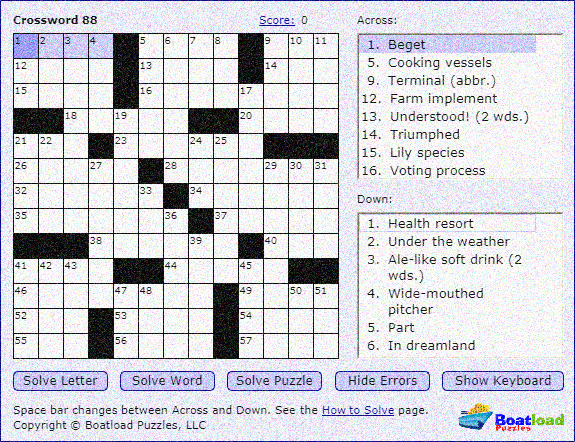 Crossword 88
Score: 0
1 2 3 4 5 6 7 8 9 10 11
12 13 14
15 16 17
18 19 20
21 22 23 24 25
26 27 28 29 30 31
32 33 34
35 36 37
38 39 40
41 42 43 44 45
46 47 48 49 50 51
52 53 54
55 56 57
Across:
1. Beget
5. Cooking vessels
9. Terminal (abbr.)
12. Farm implement
13. Understood! (2 wds.)
14. Triumphed
15. Lily species
16. Voting process
Down:
1. Health resort
2. Under the weather
3. Ale-like soft drink (2
wds.)
4. Wide-mouthed
pitcher
5. Part
6. In dreamland
Solve Letter Solve Word Solve Puzzle Hide Errors Show Keyboard
Space bar changes between Across and Down. See the How to Solve page.
Copyright © Boatload Puzzles, LLC
Boatload
Puzzles